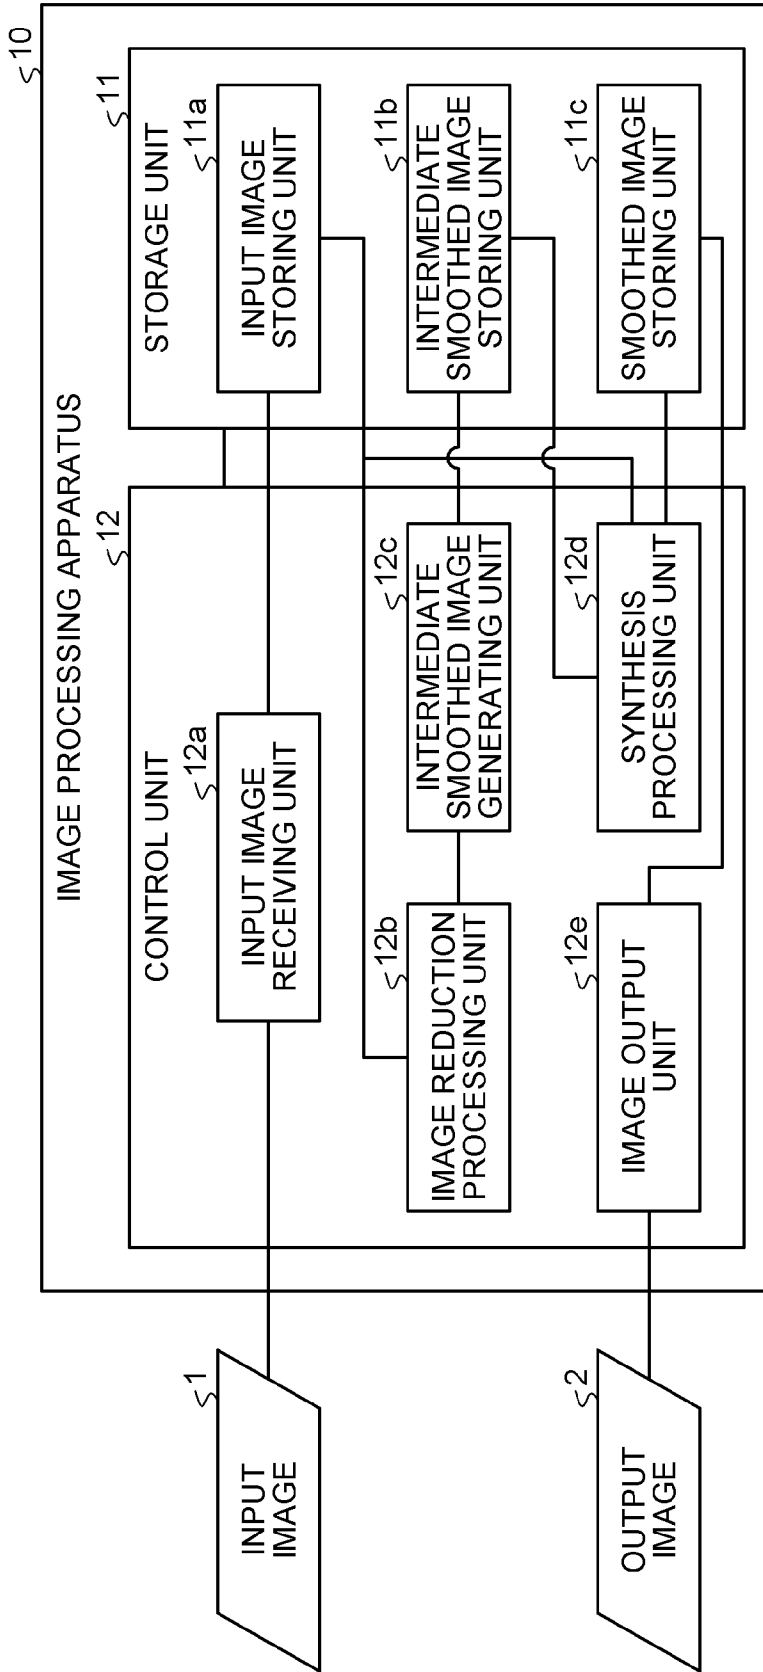 10
IMAGE PROCESSING APPARATUS
12
CONTROL UNIT
11
STORAGE UNIT
1
INPUT
IMAGE
12a
INPUT IMAGE
RECEIVING UNIT
11a
INPUT IMAGE
STORING UNIT
12b
IMAGE REDUCTION
PROCESSING UNIT
12c
INTERMEDIATE
SMOOTHED IMAGE
GENERATING UNIT
11b
INTERMEDIATE
SMOOTHED IMAGE
STORING UNIT
2
OUTPUT
IMAGE
12e
IMAGE OUTPUT
UNIT
12d
SYNTHESIS
PROCESSING UNIT
11c
SMOOTHED IMAGE
STORING UNIT